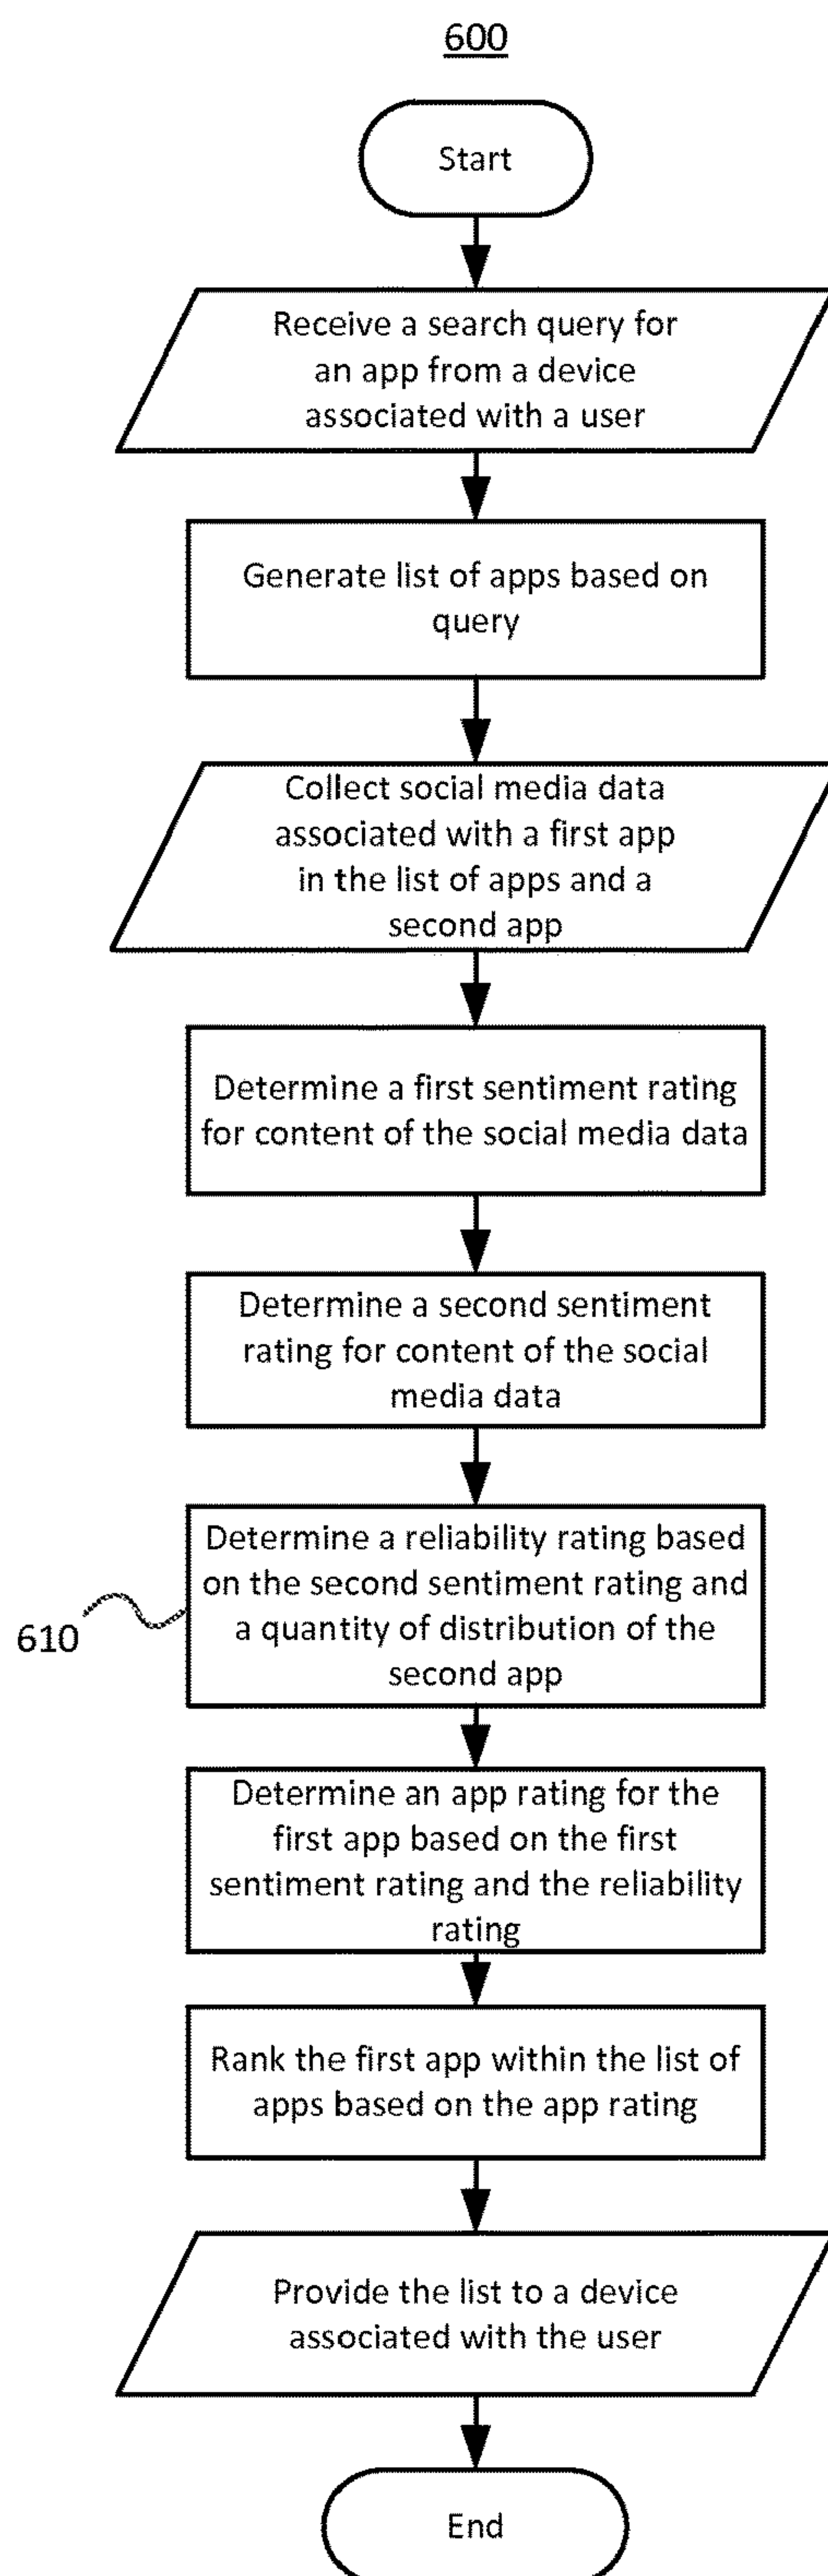 600
Start
Receive a search query for
an app from a device
associated with a user
Generate list of apps based on
query
Collect social media data
associated with a first app
in the list of apps and a
second app
Determine a first sentiment rating
for content of the social media data
Determine a second sentiment
rating for content of the social
media data
Determine a reliability rating based
on the second sentiment rating and
a quantity of distribution of the
second app
610
Determine an app rating for the
first app based on the first
sentiment rating and the reliability
rating
Rank the first app within the list of
apps based on the app rating
Provide the list to a device
associated with the user
End